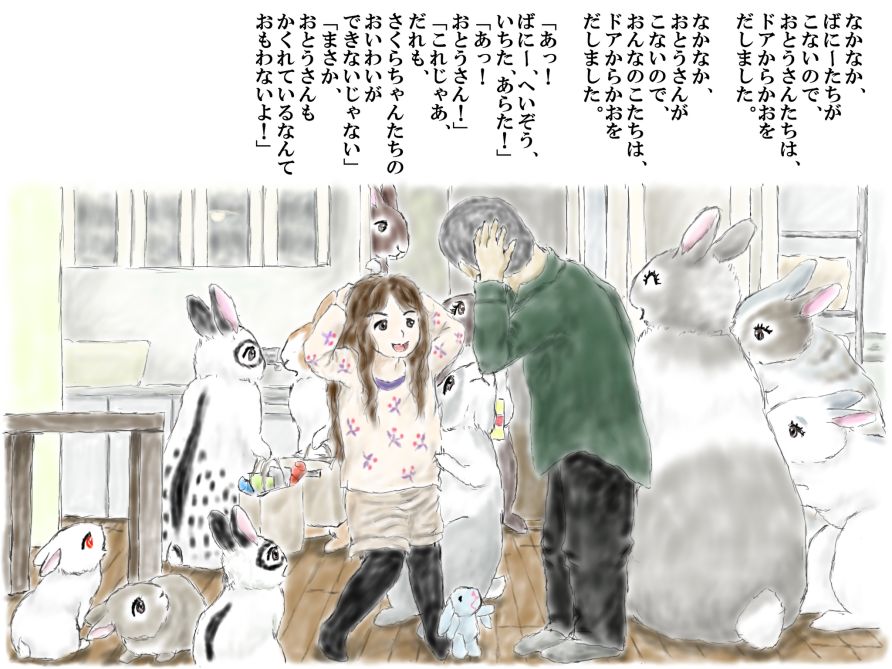 なかなか、
ばに～たちが
こないので、
おとうさんたちは、
ドアからかおを
だしました。
なかなか、
おとうさんが
こないので、
おんなのこたちは、
ドアからかおを
だしました。
「あっ！
ばに～、へいぞう、
いちた、あらた！」
「あっ！
おとうさん！」
「これじゃあ、
だれも、
さくらちゃんたちの
おいわいが
できないじゃない」
「まさか、
おとうさんも
かくれているなんて
おもわないよ！」